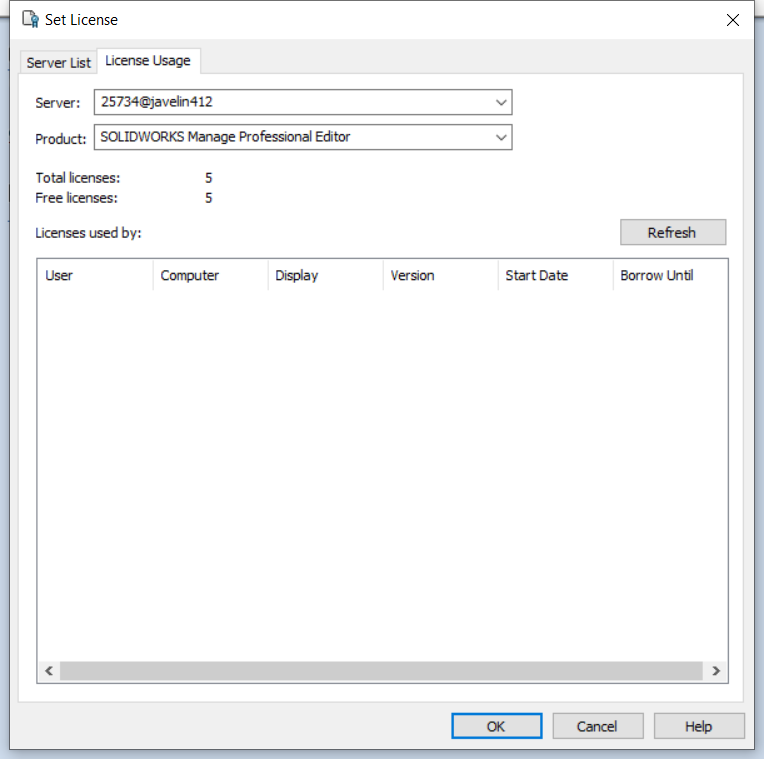 Set License
Server List License Usage
Server: 25734@javelin412
Product: SOLIDWORKS Manage Professional Editor
Total licenses: 5
Free licenses: 5
Licenses used by: Refresh
User Computer Display Version Start Date Borrow Until
OK Cancel Help